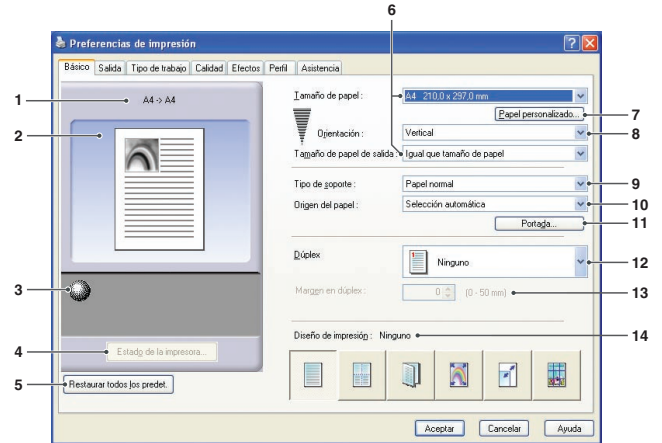 6
Preferencias de impresión
Básico Salida Tipo de trabajo Calidad Efectos Perfil Asistencia
1
A4 -> A4
2
3
4
Estado de la impresora...
5
Restaurar todos los predet.
Tamaño de papel :
A4 210,0 x 297,0 mm
Papel personalizado...
7
Orientación :
Vertical
8
Tamaño de papel de salida :
Igual que tamaño de papel
Tipo de soporte :
Papel normal
9
Origen del papel :
Selección automática
10
Portada...
11
Dúplex
Ninguno
12
Margen en dúplex :
0
(0 - 50 mm)
13
Diseño de impresión : Ninguno
14
Aceptar
Cancelar
Ayuda